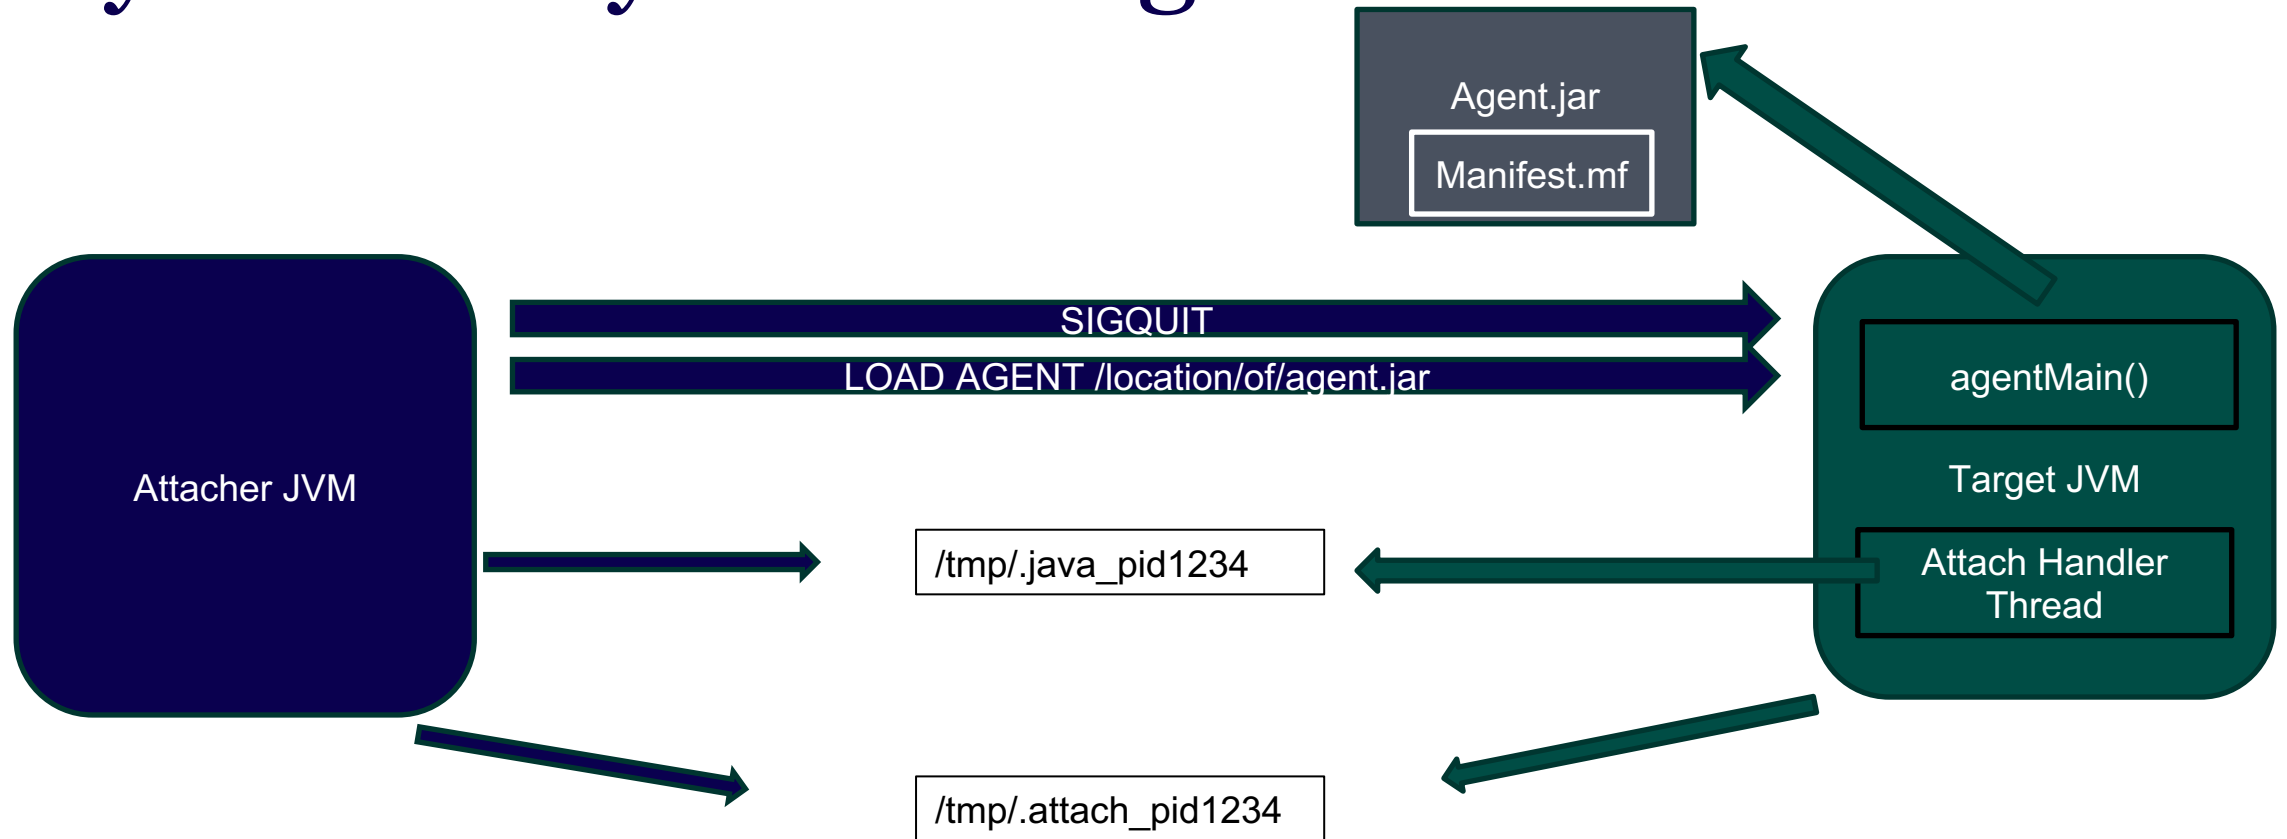 Agent.jar
Manifest.mf
SIGQUIT
LOAD AGENT /location/of/agent.jar
agentMain()
Attacher JVM
Target JVM
/tmp/.java_pid1234
Attach Handler
Thread
/tmp/.attach_pid1234